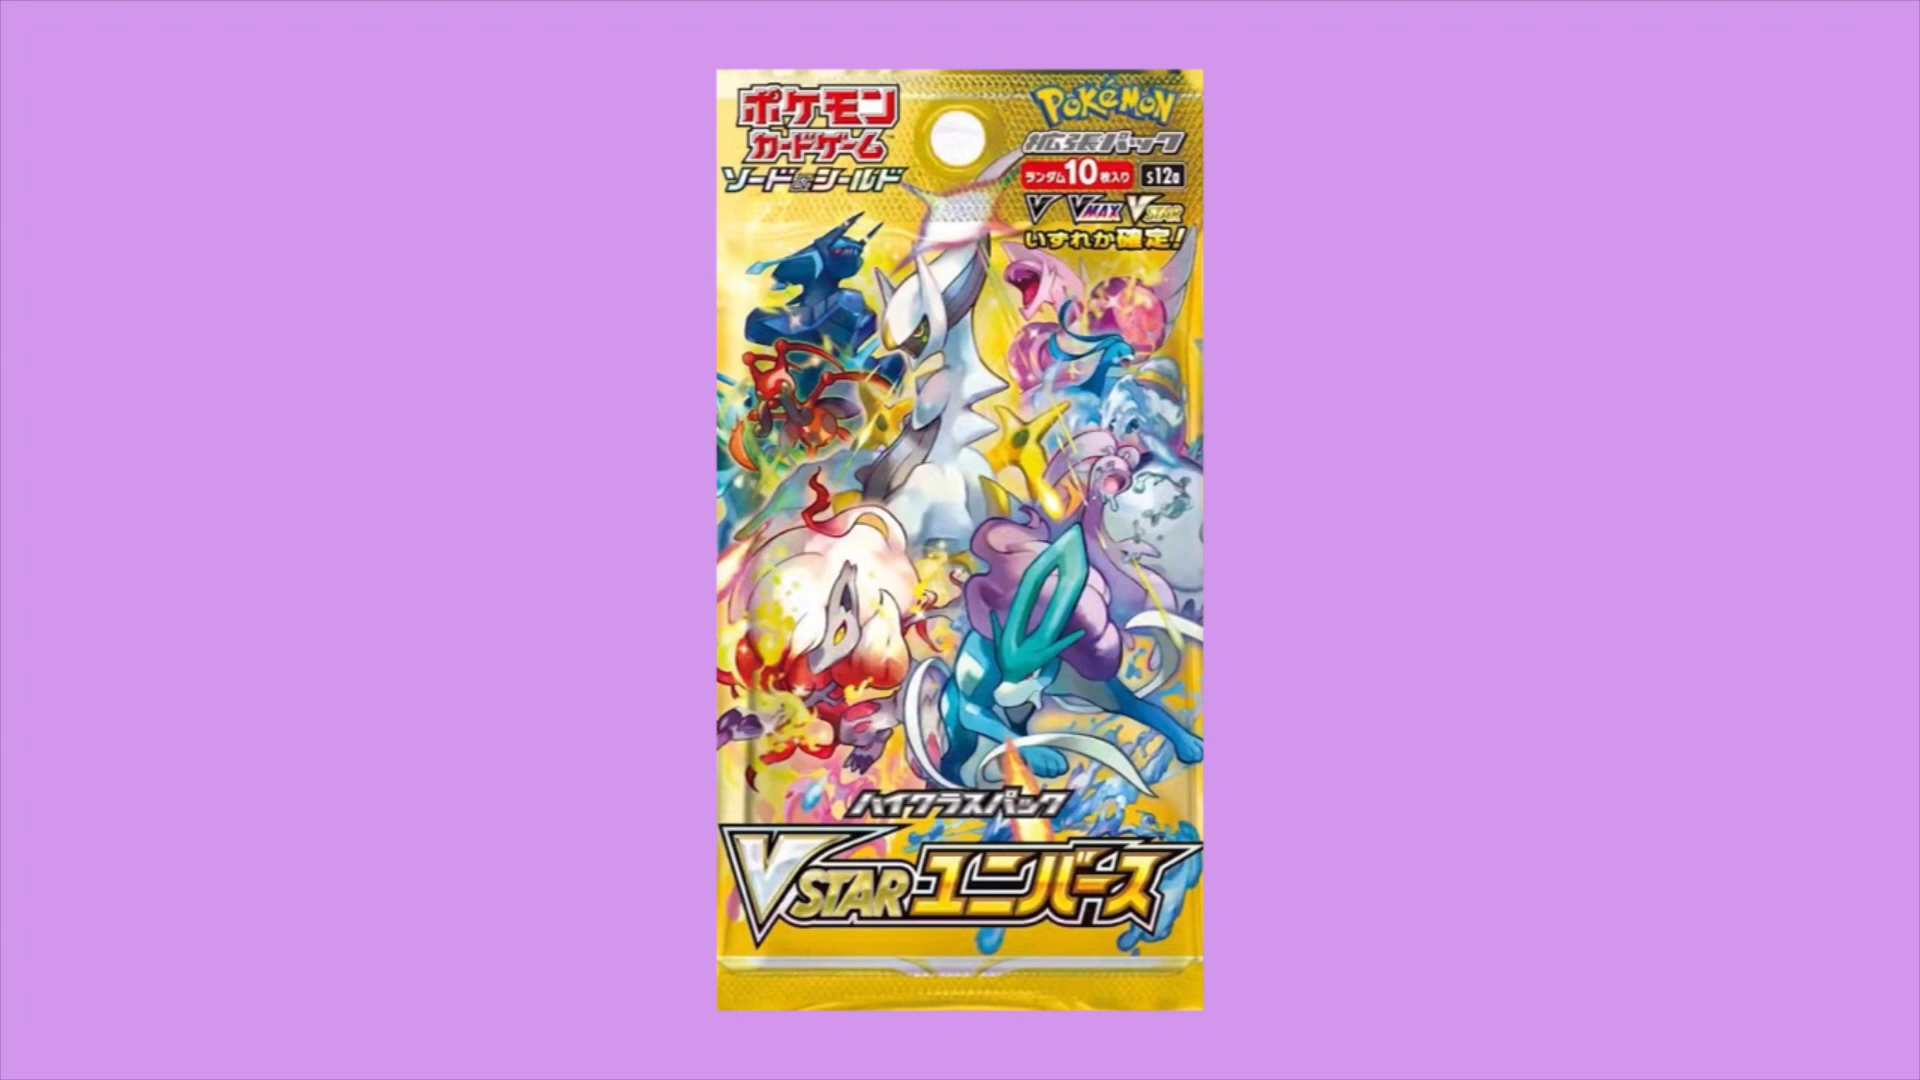 ポケモン
カードゲーム
ソード&シールド
Pokémon
拡張パック
ランダム10枚入り s12a
V VMAX VSTAR
いずれか確定!
ハイクラスパック
VSTARユニバース